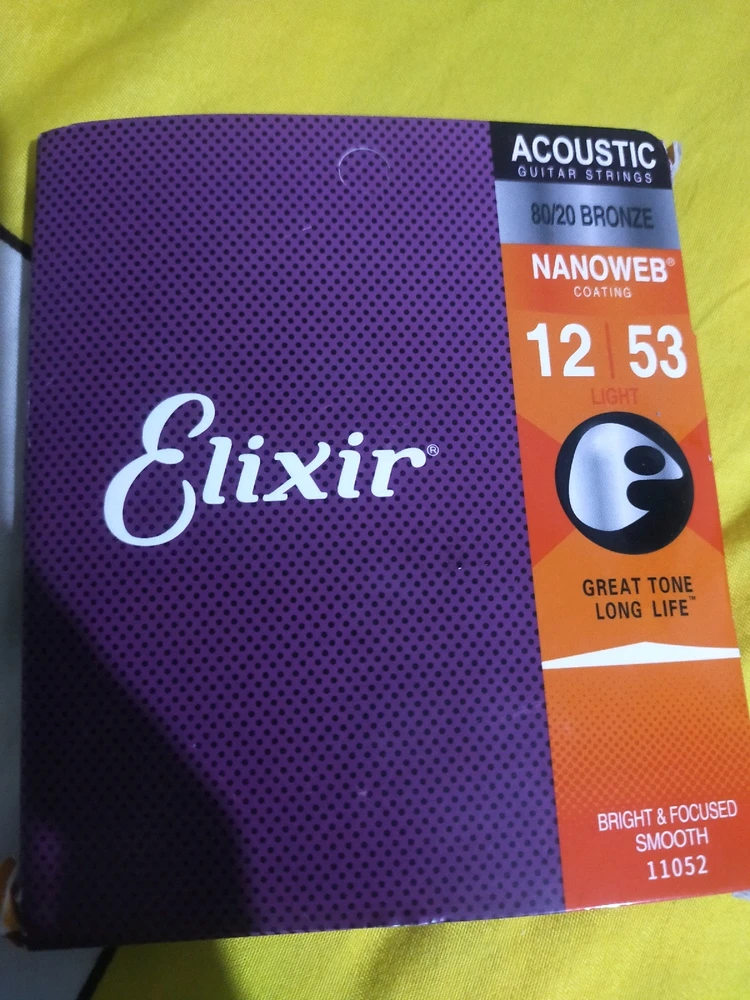 ACOUSTIC
GUITAR STRINGS
80/20 BRONZE
NANOWEB®
COATING
12 | 53
LIGHT
Elixir®
GREAT TONE
LONG LIFE™
BRIGHT & FOCUSED
SMOOTH
11052